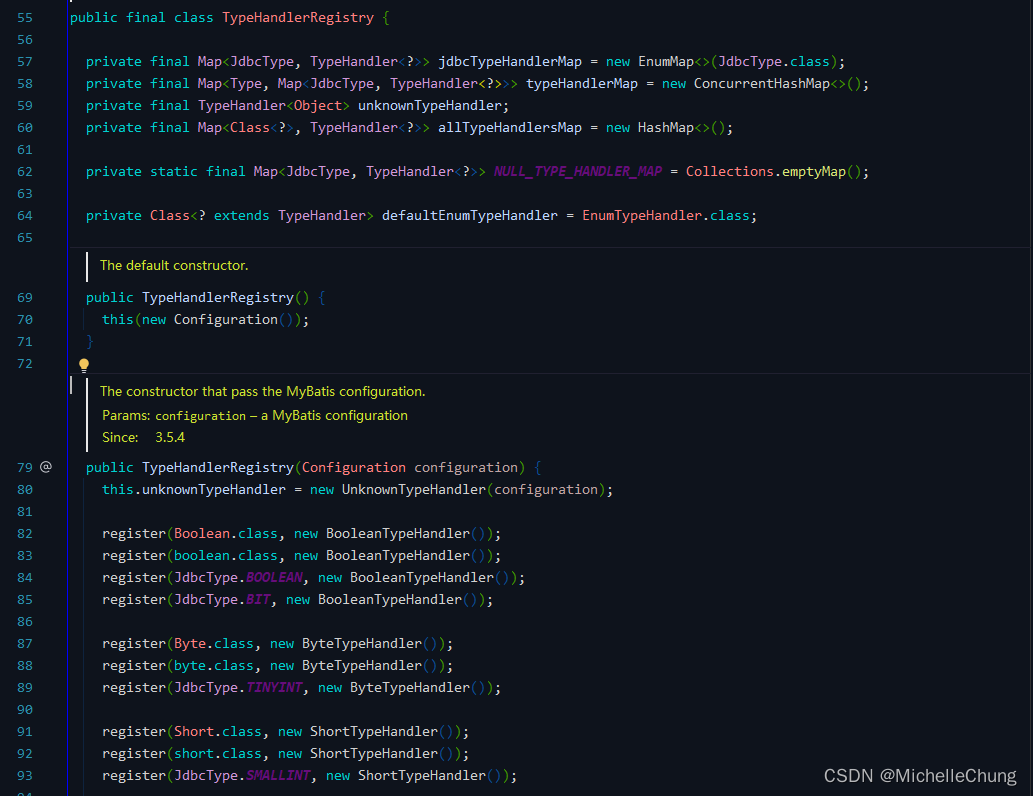 55 public final class TypeHandlerRegistry {
56
57 private final Map<JdbcType, TypeHandler<?>> jdbcTypeHandlerMap = new EnumMap<>(JdbcType.class);
58 private final Map<Type, Map<JdbcType, TypeHandler<?>>> typeHandlerMap = new ConcurrentHashMap<>();
59 private final TypeHandler<Object> unknownTypeHandler;
60 private final Map<Class<?>, TypeHandler<?>> allTypeHandlersMap = new HashMap<>();
61
62 private static final Map<JdbcType, TypeHandler<?>> NULL_TYPE_HANDLER_MAP = Collections.emptyMap();
63
64 private Class<? extends TypeHandler> defaultEnumTypeHandler = EnumTypeHandler.class;
65
The default constructor.
69 public TypeHandlerRegistry() {
70 this(new Configuration());
71 }
72
The constructor that pass the MyBatis configuration.
Params: configuration – a MyBatis configuration
Since: 3.5.4
79 @ public TypeHandlerRegistry(Configuration configuration) {
80 this.unknownTypeHandler = new UnknownTypeHandler(configuration);
81
82 register(Boolean.class, new BooleanTypeHandler());
83 register(boolean.class, new BooleanTypeHandler());
84 register(JdbcType.BOOLEAN, new BooleanTypeHandler());
85 register(JdbcType.BIT, new BooleanTypeHandler());
86
87 register(Byte.class, new ByteTypeHandler());
88 register(byte.class, new ByteTypeHandler());
89 register(JdbcType.TINYINT, new ByteTypeHandler());
90
91 register(Short.class, new ShortTypeHandler());
92 register(short.class, new ShortTypeHandler());
93 register(JdbcType.SMALLINT, new ShortTypeHandler());
CSDN @MichelleChung